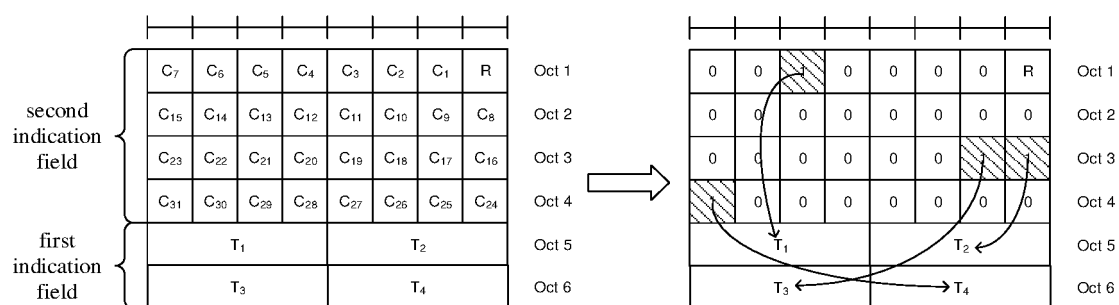 second
indication
field
C₇ C₆ C₅ C₄ C₃ C₂ C₁ R Oct 1
C₁₅ C₁₄ C₁₃ C₁₂ C₁₁ C₁₀ C₉ C₈ Oct 2
C₂₃ C₂₂ C₂₁ C₂₀ C₁₉ C₁₈ C₁₇ C₁₆ Oct 3
C₃₁ C₃₀ C₂₉ C₂₈ C₂₇ C₂₆ C₂₅ C₂₄ Oct 4
first
indication
field
T₁ T₂ Oct 5
T₃ T₄ Oct 6
0 0 1 0 0 0 0 R Oct 1
0 0 0 0 0 0 0 0 Oct 2
0 0 0 0 0 0 1 1 Oct 3
1 0 0 0 0 0 0 0 Oct 4
T₁ T₂ Oct 5
T₃ T₄ Oct 6